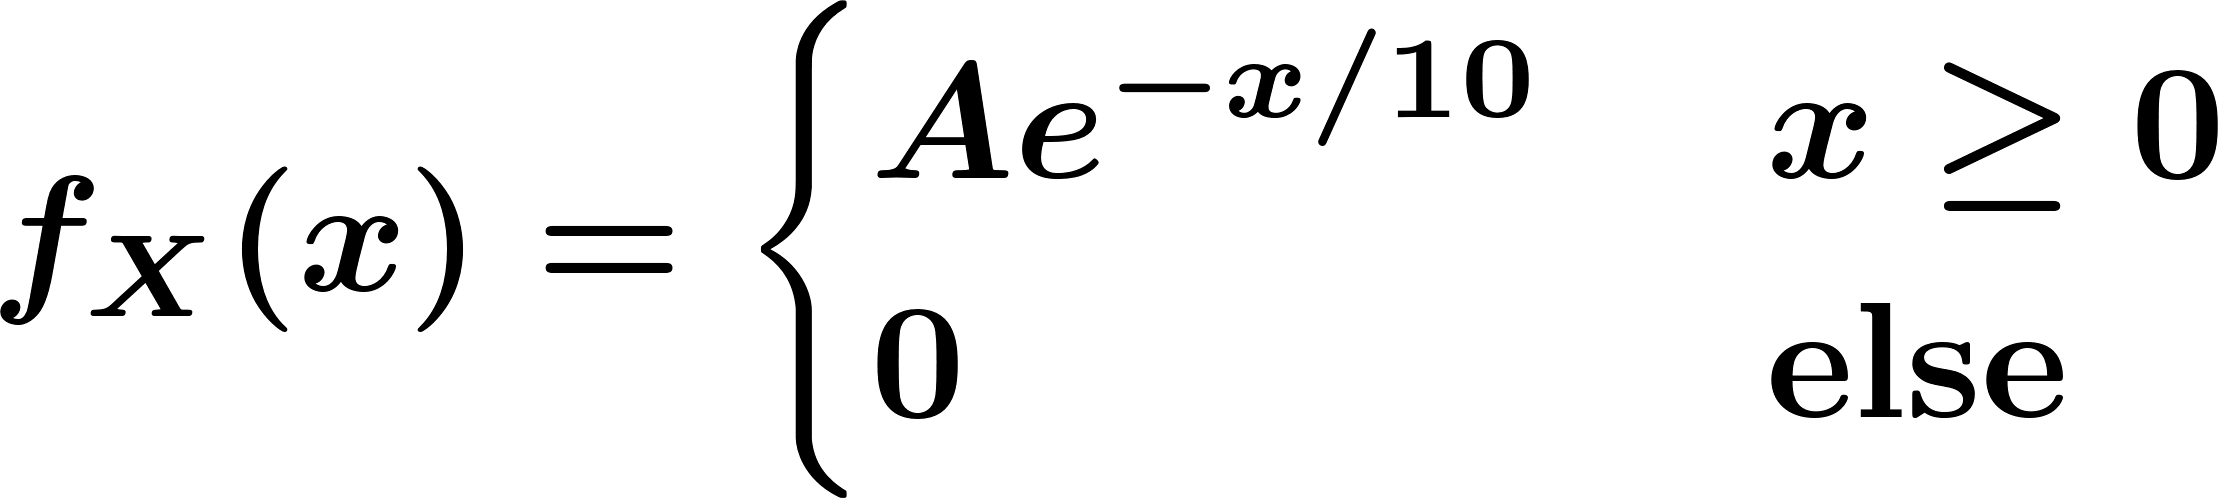 f_X(x) = { Ae^{-x/10} x ≥ 0
0 else